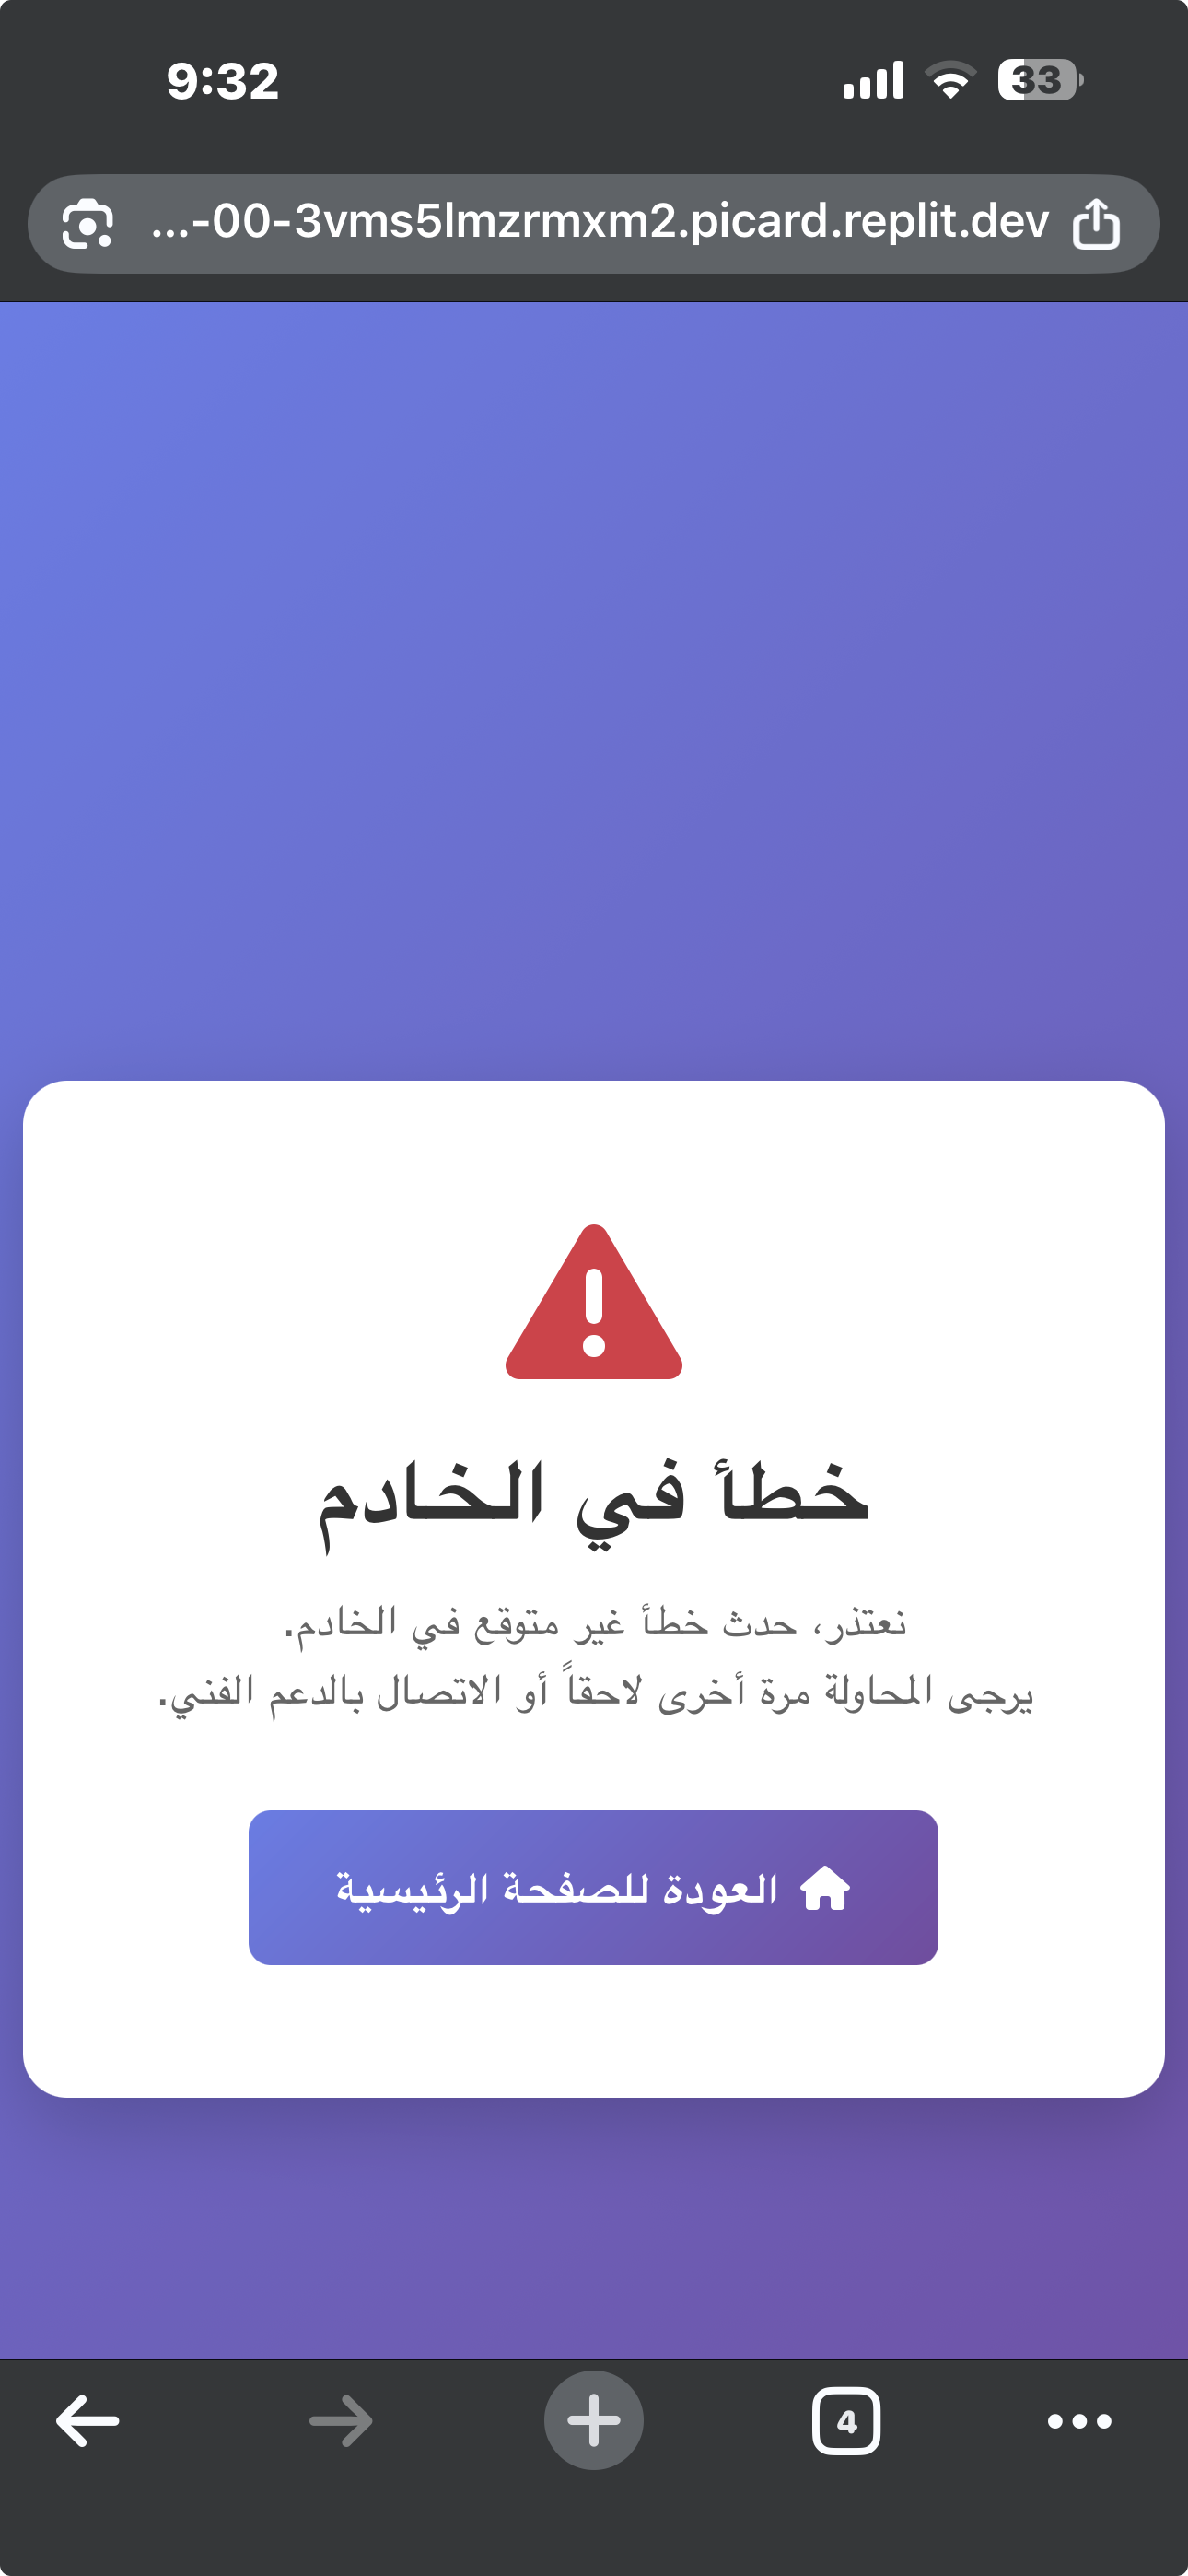 9:32
33
...-00-3vms5lmzrmxm2.picard.replit.dev
خطأ في الخادم
نعتذر، حدث خطأ غير متوقع في الخادم.
يرجى المحاولة مرة أخرى لاحقاً أو الاتصال بالدعم الفني.
العودة للصفحة الرئيسية
4